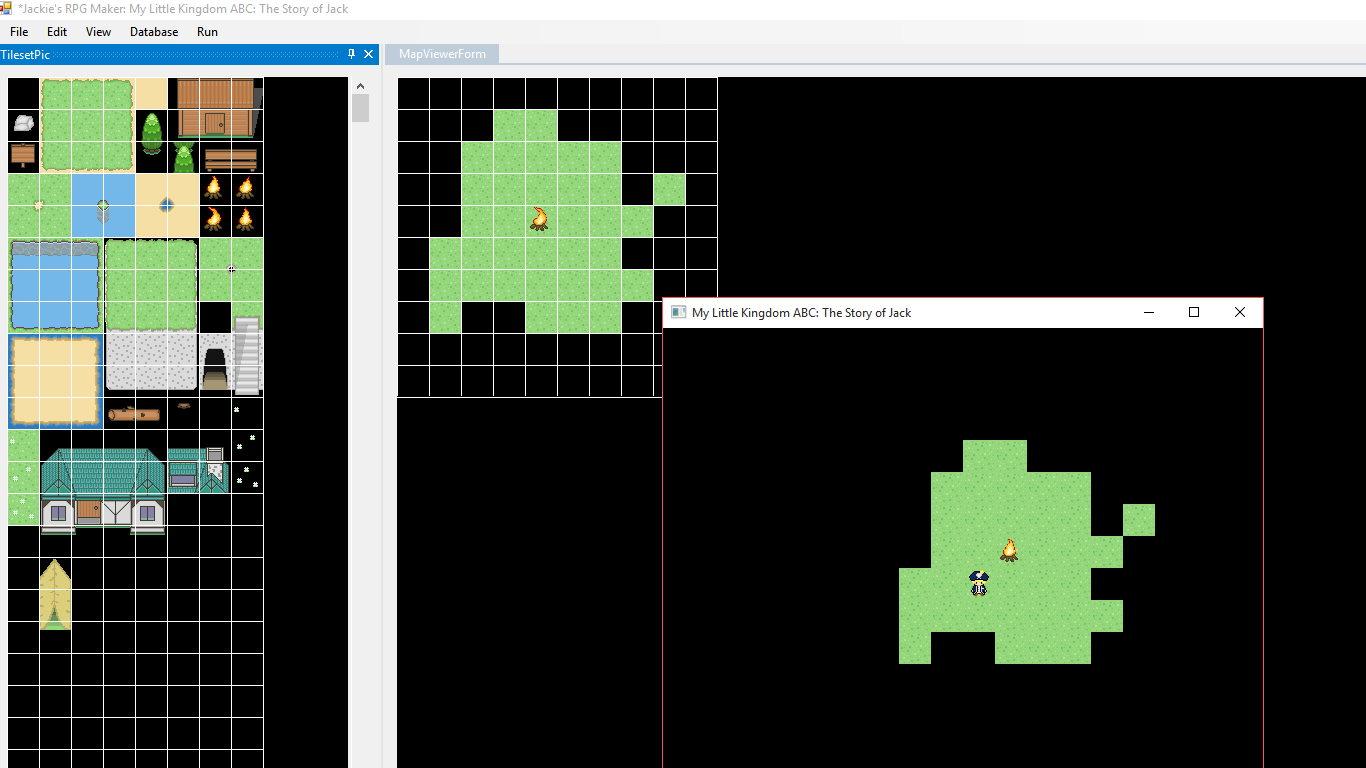 *Jackie's RPG Maker: My Little Kingdom ABC: The Story of Jack
File Edit View Database Run
TilesetPic
MapViewerForm
My Little Kingdom ABC: The Story of Jack